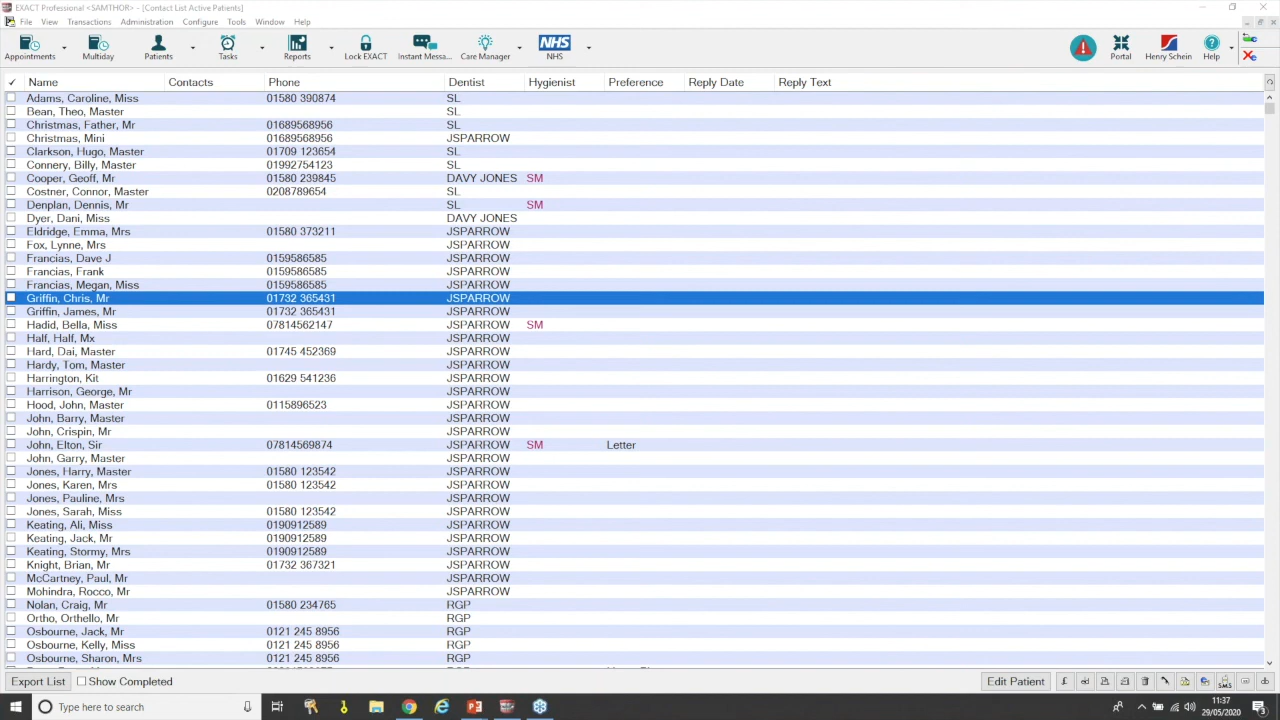 EXACT Professional <SAMTHOR> - [Contact List Active Patients]
File View Transactions Administration Configure Tools Window Help
Appointments Multiday Patients Tasks Reports Lock EXACT Instant Messa... Care Manager NHS NHS Portal Henry Schein Help
✓ Name Contacts Phone Dentist Hygienist Preference Reply Date Reply Text
Adams, Caroline, Miss 01580 390874 SL
Bean, Theo, Master SL
Christmas, Father, Mr 01689568956 SL
Christmas, Mini 01689568956 JSPARROW
Clarkson, Hugo, Master 01709 123654 SL
Connery, Billy, Master 01992754123 SL
Cooper, Geoff, Mr 01580 239845 DAVY JONES SM
Costner, Connor, Master 0208789654 SL
Denplan, Dennis, Mr SL SM
Dyer, Dani, Miss DAVY JONES
Eldridge, Emma, Mrs 01580 373211 JSPARROW
Fox, Lynne, Mrs JSPARROW
Francias, Dave J 0159586585 JSPARROW
Francias, Frank 0159586585 JSPARROW
Francias, Megan, Miss 0159586585 JSPARROW
Griffin, Chris, Mr 01732 365431 JSPARROW
Griffin, James, Mr 01732 365431 JSPARROW
Hadid, Bella, Miss 07814562147 JSPARROW SM
Half, Half, Mx JSPARROW
Hard, Dai, Master 01745 452369 JSPARROW
Hardy, Tom, Master JSPARROW
Harrington, Kit 01629 541236 JSPARROW
Harrison, George, Mr JSPARROW
Hood, John, Master 0115896523 JSPARROW
John, Barry, Master JSPARROW
John, Crispin, Mr JSPARROW
John, Elton, Sir 07814569874 JSPARROW SM Letter
John, Garry, Master JSPARROW
Jones, Harry, Master 01580 123542 JSPARROW
Jones, Karen, Mrs 01580 123542 JSPARROW
Jones, Pauline, Mrs JSPARROW
Jones, Sarah, Miss 01580 123542 JSPARROW
Keating, Ali, Miss 0190912589 JSPARROW
Keating, Jack, Mr 0190912589 JSPARROW
Keating, Stormy, Mrs 0190912589 JSPARROW
Knight, Brian, Mr 01732 367321 JSPARROW
McCartney, Paul, Mr JSPARROW
Mohindra, Rocco, Mr JSPARROW
Nolan, Craig, Mr 01580 234765 RGP
Ortho, Orthello, Mr RGP
Osbourne, Jack, Mr 0121 245 8956 RGP
Osbourne, Kelly, Miss 0121 245 8956 RGP
Osbourne, Sharon, Mrs 0121 245 8956 RGP
Export List Show Completed Edit Patient SMS
Type here to search 11:37
29/05/2020